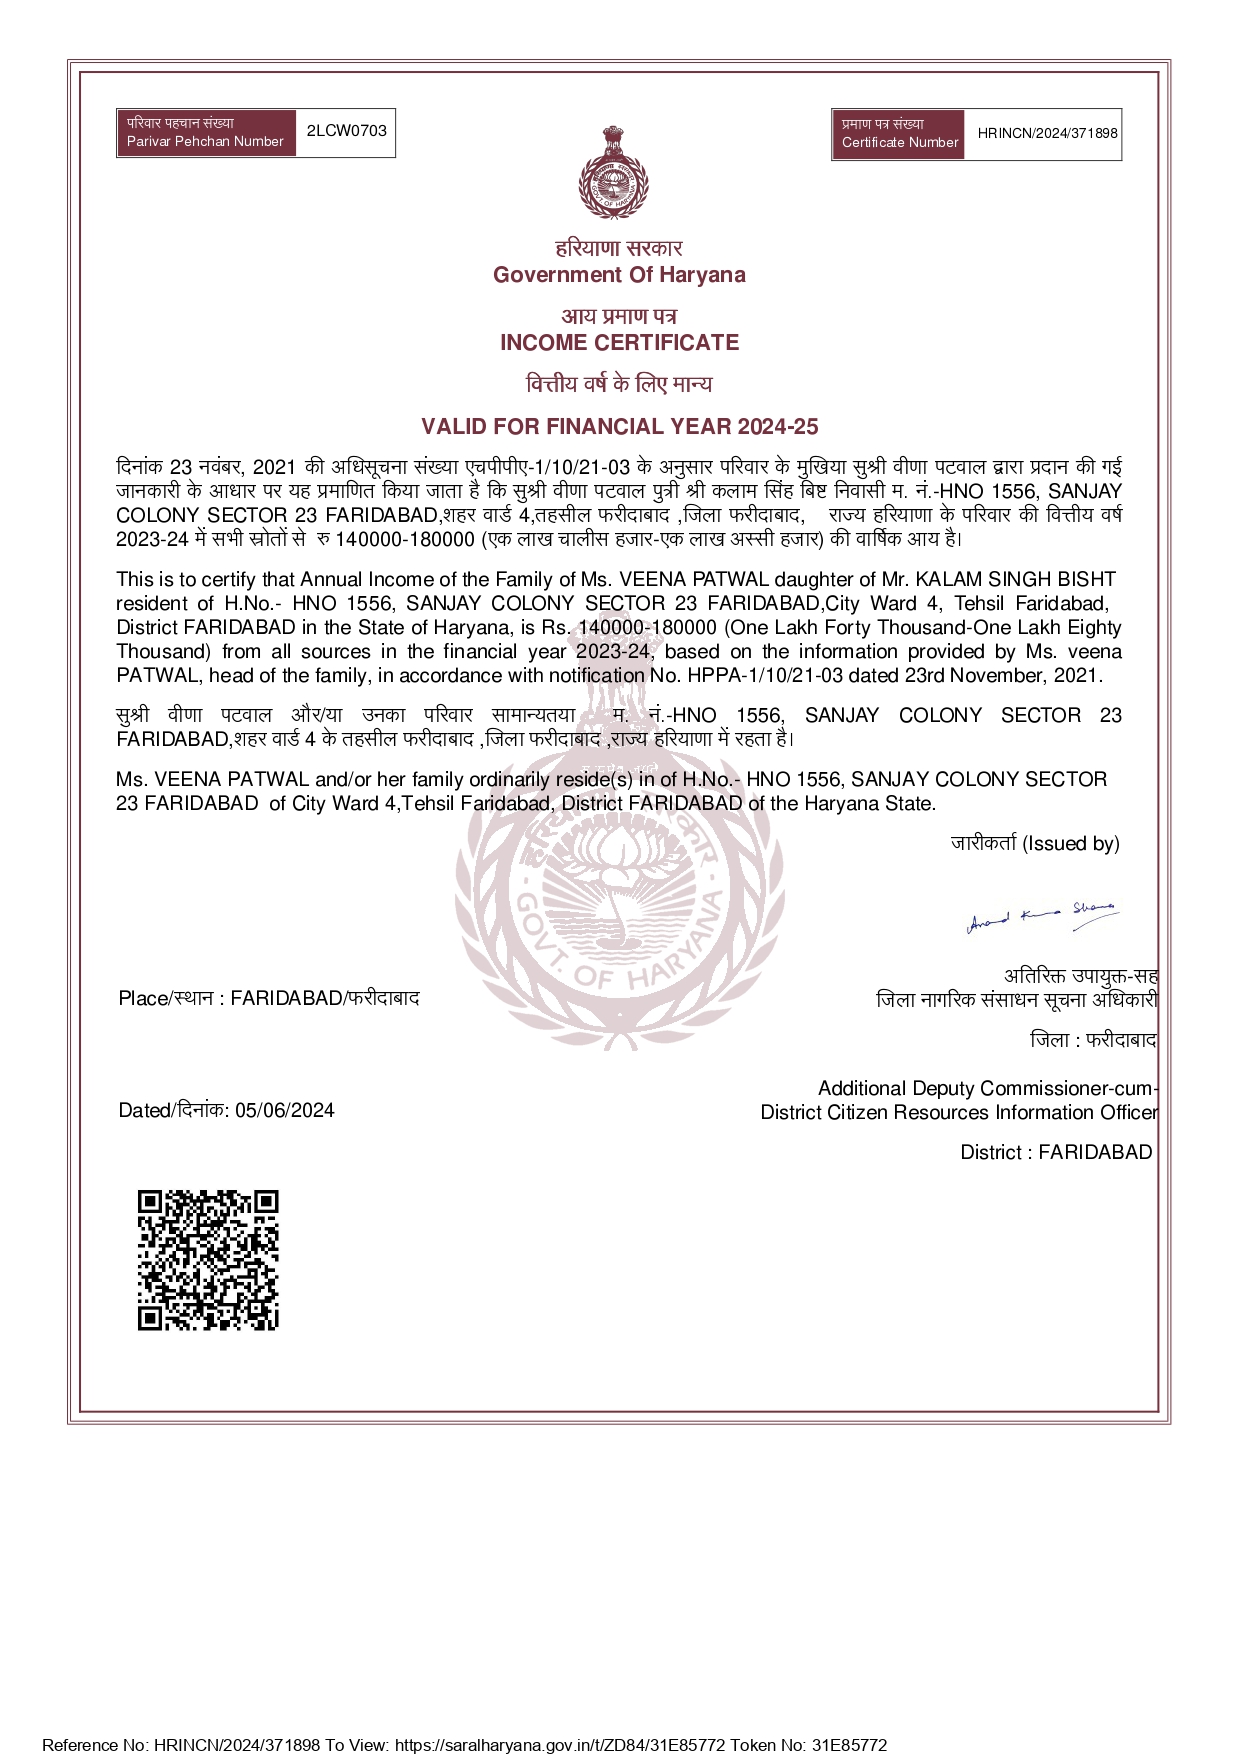 परिवार पहचान संख्या
Parivar Pehchan Number
2LCW0703
प्रमाण पत्र संख्या
Certificate Number
HRINCN/2024/371898
हरियाणा सरकार
Government Of Haryana
आय प्रमाण पत्र
INCOME CERTIFICATE
वित्तीय वर्ष के लिए मान्य
VALID FOR FINANCIAL YEAR 2024-25
दिनांक 23 नवंबर, 2021 की अधिसूचना संख्या एचपीपीए-1/10/21-03 के अनुसार परिवार के मुखिया सुश्री वीणा पटवाल द्वारा प्रदान की गई
जानकारी के आधार पर यह प्रमाणित किया जाता है कि सुश्री वीणा पटवाल पुत्री श्री कलाम सिंह बिष्ट निवासी म. नं.-HNO 1556, SANJAY
COLONY SECTOR 23 FARIDABAD,शहर वार्ड 4,तहसील फरीदाबाद ,जिला फरीदाबाद, राज्य हरियाणा के परिवार की वित्तीय वर्ष
2023-24 में सभी स्रोतों से रु 140000-180000 (एक लाख चालीस हजार-एक लाख अस्सी हजार) की वार्षिक आय है।
This is to certify that Annual Income of the Family of Ms. VEENA PATWAL daughter of Mr. KALAM SINGH BISHT
resident of H.No.- HNO 1556, SANJAY COLONY SECTOR 23 FARIDABAD,City Ward 4, Tehsil Faridabad,
District FARIDABAD in the State of Haryana, is Rs. 140000-180000 (One Lakh Forty Thousand-One Lakh Eighty
Thousand) from all sources in the financial year 2023-24, based on the information provided by Ms. veena
PATWAL, head of the family, in accordance with notification No. HPPA-1/10/21-03 dated 23rd November, 2021.
सुश्री वीणा पटवाल और/या उनका परिवार सामान्यतया म. नं.-HNO 1556, SANJAY COLONY SECTOR 23
FARIDABAD,शहर वार्ड 4 के तहसील फरीदाबाद ,जिला फरीदाबाद ,राज्य हरियाणा में रहता है।
Ms. VEENA PATWAL and/or her family ordinarily reside(s) in of H.No.- HNO 1556, SANJAY COLONY SECTOR
23 FARIDABAD of City Ward 4,Tehsil Faridabad, District FARIDABAD of the Haryana State.
हरियाणा सरकार
GOVT. OF HARYANA
जारीकर्ता (Issued by)
Anand Kumar Sharma
अतिरिक्त उपायुक्त-सह
Place/स्थान : FARIDABAD/फरीदाबाद
जिला नागरिक संसाधन सूचना अधिकारी
जिला : फरीदाबाद
Additional Deputy Commissioner-cum-
Dated/दिनांक: 05/06/2024
District Citizen Resources Information Officer
District : FARIDABAD
Reference No: HRINCN/2024/371898 To View: https://saralharyana.gov.in/t/ZD84/31E85772 Token No: 31E85772